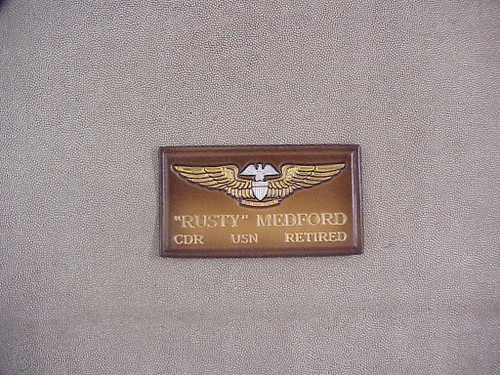 "RUSTY" MEDFORD
CDR USN RETIRED